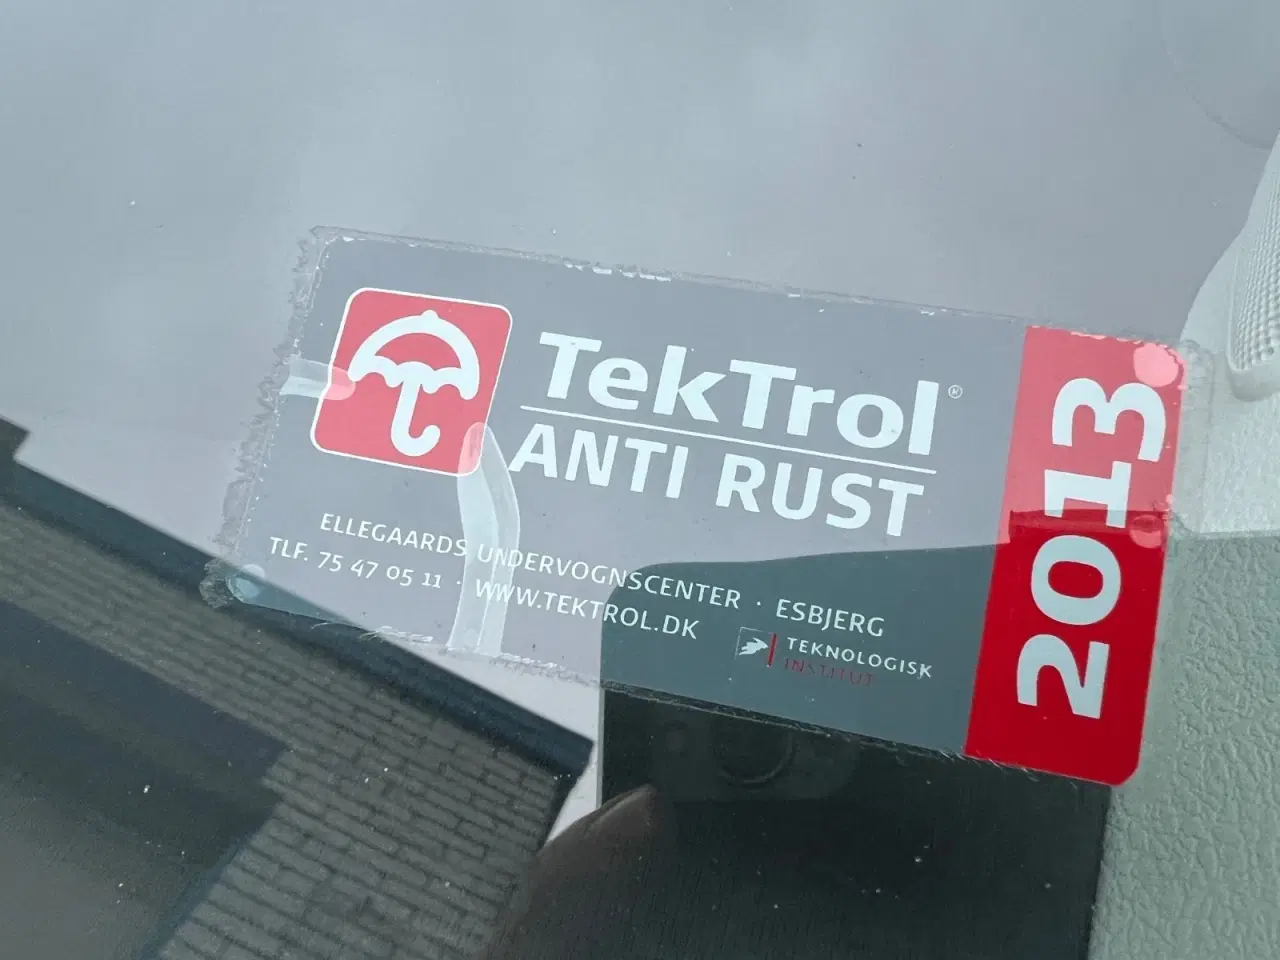 TekTrol®
ANTI RUST
ELLEGAARDS UNDERVOGNSCENTER · ESBJERG
TLF. 75 47 05 11 · WWW.TEKTROL.DK
TEKNOLOGISK
INSTITUT
2013